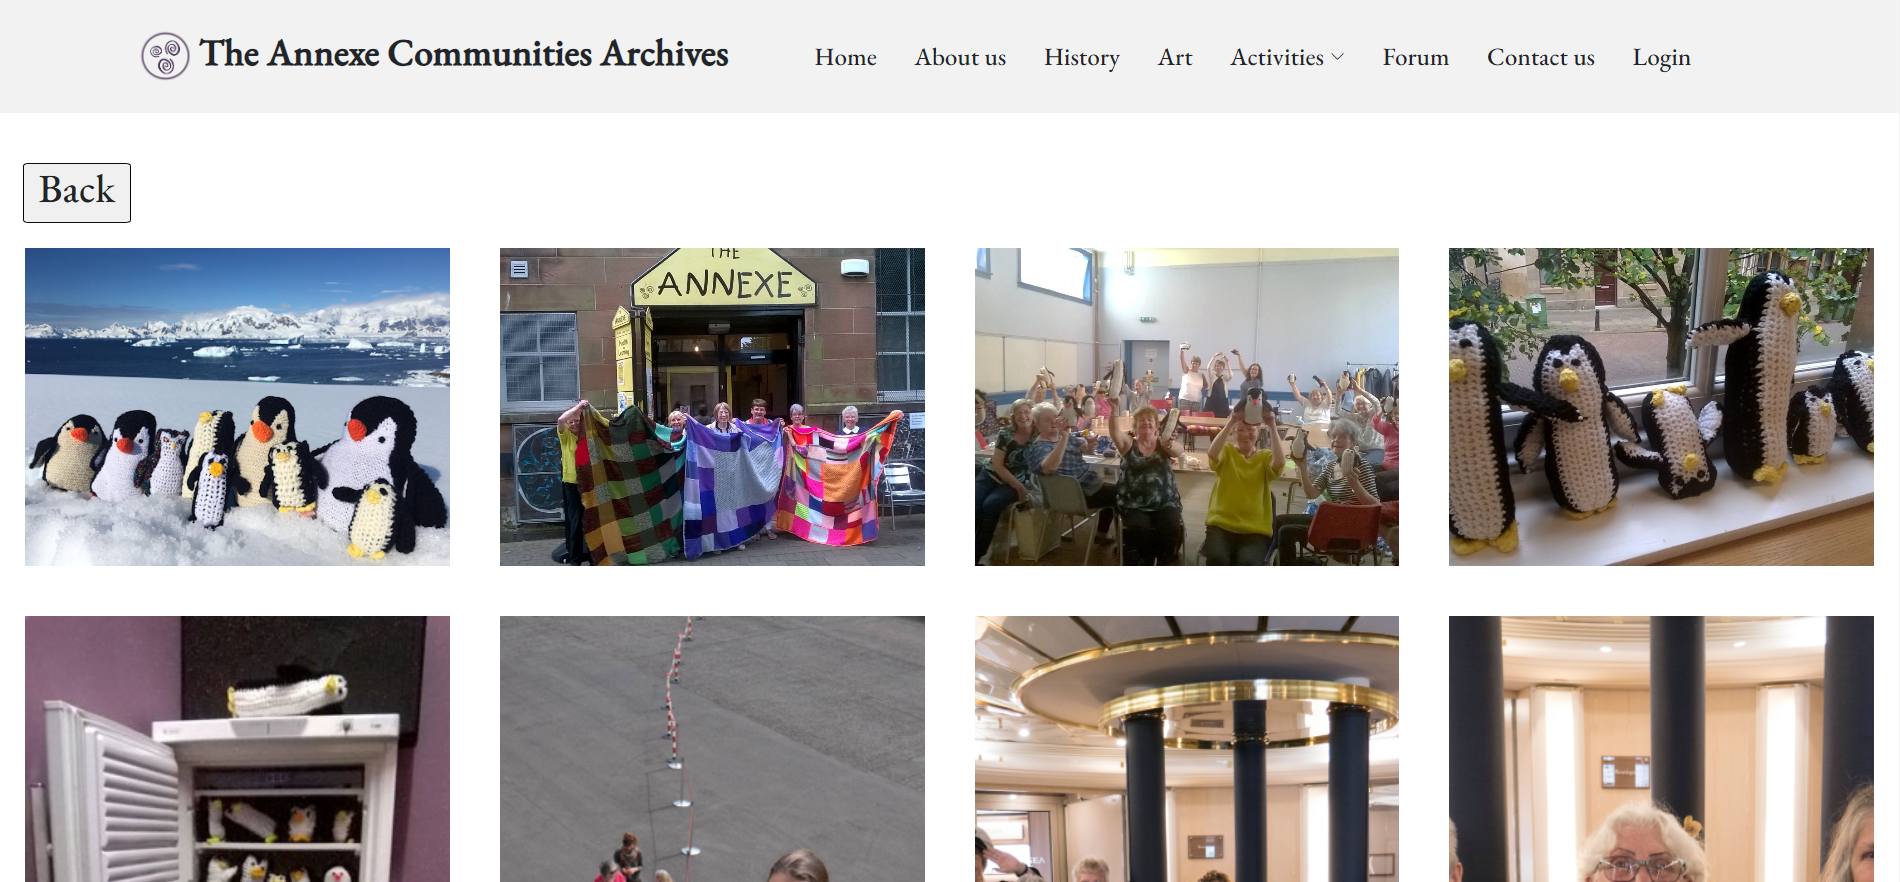 The Annexe Communities Archives
Home About us History Art Activities Forum Contact us Login
Back
THE
ANNEXE